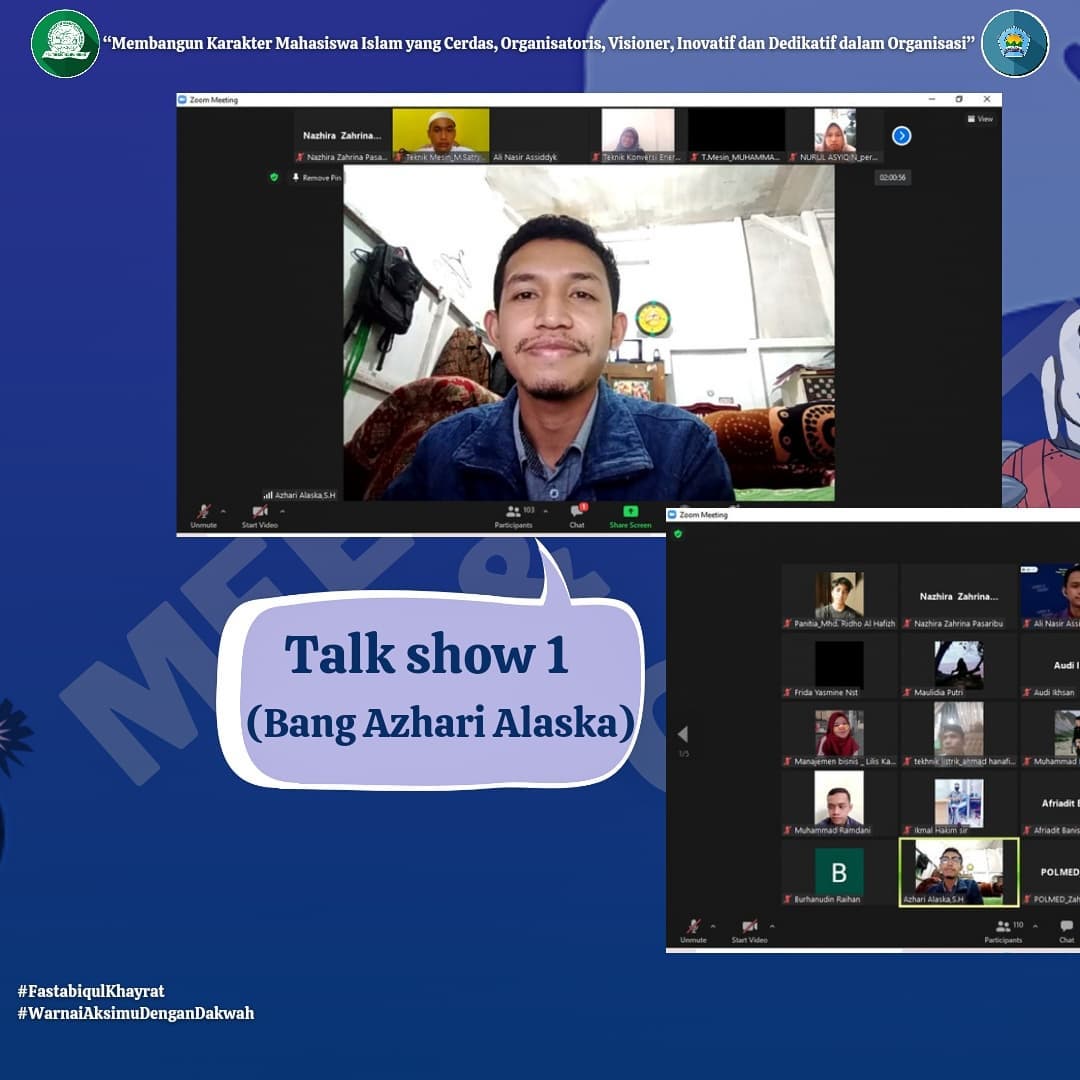 “Membangun Karakter Mahasiswa Islam yang Cerdas, Organisatoris, Visioner, Inovatif dan Dedikatif dalam Organisasi”
Zoom Meeting
View
Nazhira Zahrina...
Nazhira Zahrina Pasa...
Teknik Mesin_M.Satry...
Ali Nasir Assiddyk
Teknik Konversi Ener...
T.Mesin_MUHAMMA...
NURUL ASYIQ N_per...
Remove Pin
02:00:56
Azhari Alaska,S.H
Unmute
Start Video
103
Participants
1
Chat
Share Screen
MEET
&
Talk show 1
(Bang Azhari Alaska)
Zoom Meeting
Panitia_Mhd. Ridho Al Hafizh
Nazhira Zahrina...
Nazhira Zahrina Pasaribu
Ali Nasir Assi
Frida Yasmine Nst
Maulidia Putri
Audi I
Audi Ikhsan
1/5
Manajemen bisnis _ Lilis Ka...
tekhnik listrik_ahmad hanafi...
Muhammad
Muhammad Ramdani
Ikmal Hakim sir
Afriadit B
Afriadit Banis
B
Burhanudin Raihan
Azhari Alaska,S.H
POLMED
POLMED_Zah
Unmute
Start Video
110
Participants
Chat
#FastabiqulKhayrat
#WarnaiAksimuDenganDakwah